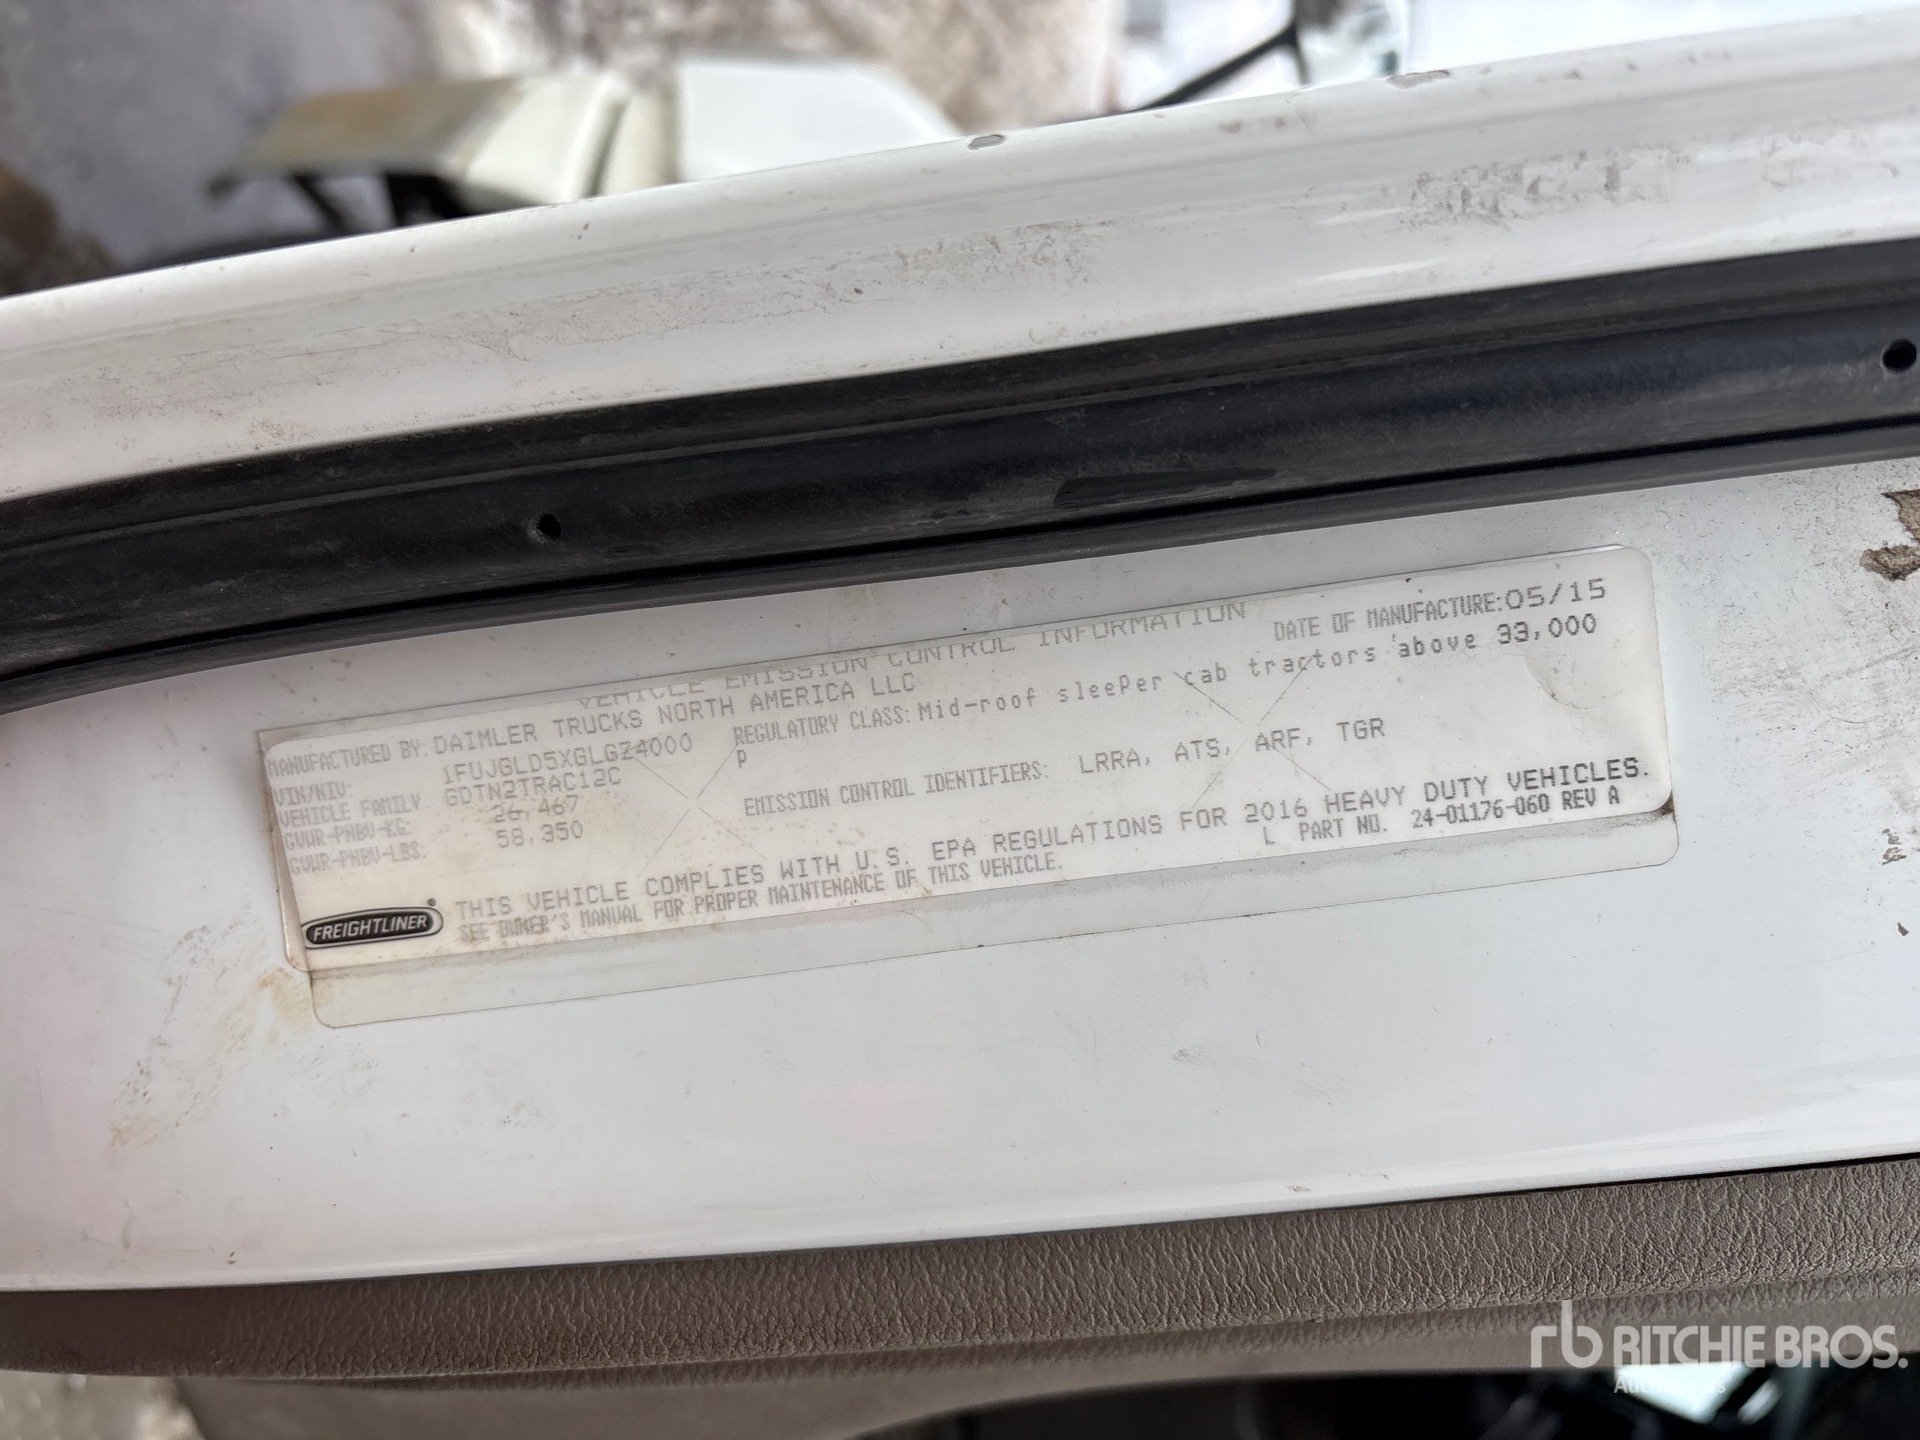 VEHICLE EMISSION CONTROL INFORMATION
MANUFACTURED BY: DAIMLER TRUCKS NORTH AMERICA LLC
DATE OF MANUFACTURE: 05/15
VIN/NIV: 1FUJGLD5XGLGZ4000
REGULATORY CLASS: Mid-roof sleeper cab tractors above 33,000
P
VEHICLE FAMILY GDTN2TRAC12C
GVWR-PNBV-KG: 26,467
EMISSION CONTROL IDENTIFIERS: LRRA, ATS, ARF, TGR
GVWR-PNBV-LBS: 58,350
THIS VEHICLE COMPLIES WITH U.S. EPA REGULATIONS FOR 2016 HEAVY DUTY VEHICLES.
SEE OWNER'S MANUAL FOR PROPER MAINTENANCE OF THIS VEHICLE.
L PART NO. 24-01176-060 REV A
FREIGHTLINER®
rb RITCHIE BROS.